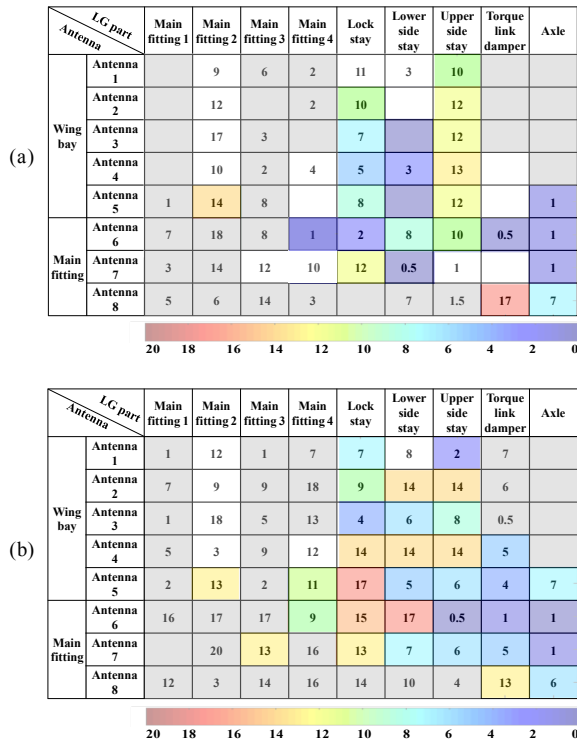 (a)
LG part Main fitting 1 Main fitting 2 Main fitting 3 Main fitting 4 Lock stay Lower side stay Upper side stay Torque link damper Axle
Antenna
Wing bay
Antenna 1 9 6 2 11 3 10
Antenna 2 12 2 10 12
Antenna 3 17 3 7 12
Antenna 4 10 2 4 5 3 13
Antenna 5 1 14 8 8 12 1
Main fitting
Antenna 6 7 18 8 1 2 8 10 0.5 1
Antenna 7 3 14 12 10 12 0.5 1 1
Antenna 8 5 6 14 3 7 1.5 17 7
20 18 16 14 12 10 8 6 4 2 0
(b)
LG part Main fitting 1 Main fitting 2 Main fitting 3 Main fitting 4 Lock stay Lower side stay Upper side stay Torque link damper Axle
Antenna
Wing bay
Antenna 1 1 12 1 7 7 8 2 7
Antenna 2 7 9 9 18 9 14 14 6
Antenna 3 1 18 5 13 4 6 8 0.5
Antenna 4 5 3 9 12 14 14 14 5
Antenna 5 2 13 2 11 17 5 6 4 7
Main fitting
Antenna 6 16 17 17 9 15 17 0.5 1 1
Antenna 7 20 13 16 13 7 6 5 1
Antenna 8 12 3 14 16 14 10 4 13 6
20 18 16 14 12 10 8 6 4 2 0